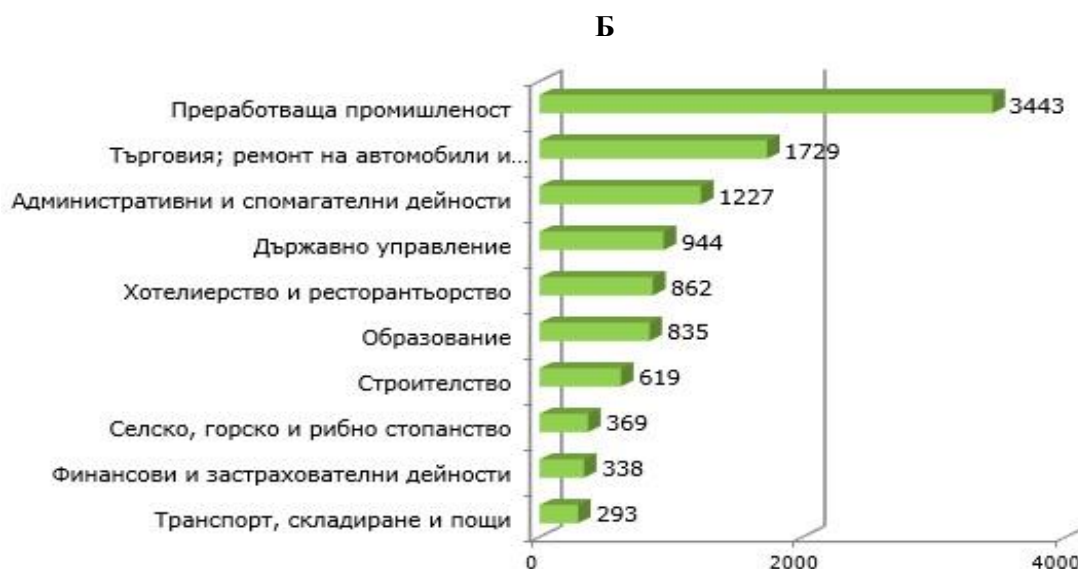 Б
Преработваща промишленост
3443
Търговия; ремонт на автомобили и...
1729
Административни и спомагателни дейности
1227
Държавно управление
944
Хотелиерство и ресторантьорство
862
Образование
835
Строителство
619
Селско, горско и рибно стопанство
369
Финансови и застрахователни дейности
338
Транспорт, складиране и пощи
293
0
2000
4000